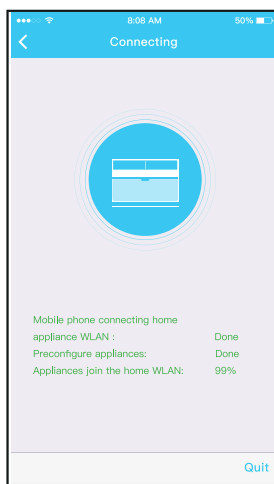 8:08 AM 50%
Connecting
Mobile phone connecting home
appliance WLAN : Done
Preconfigure appliances: Done
Appliances join the home WLAN: 99%
Quit